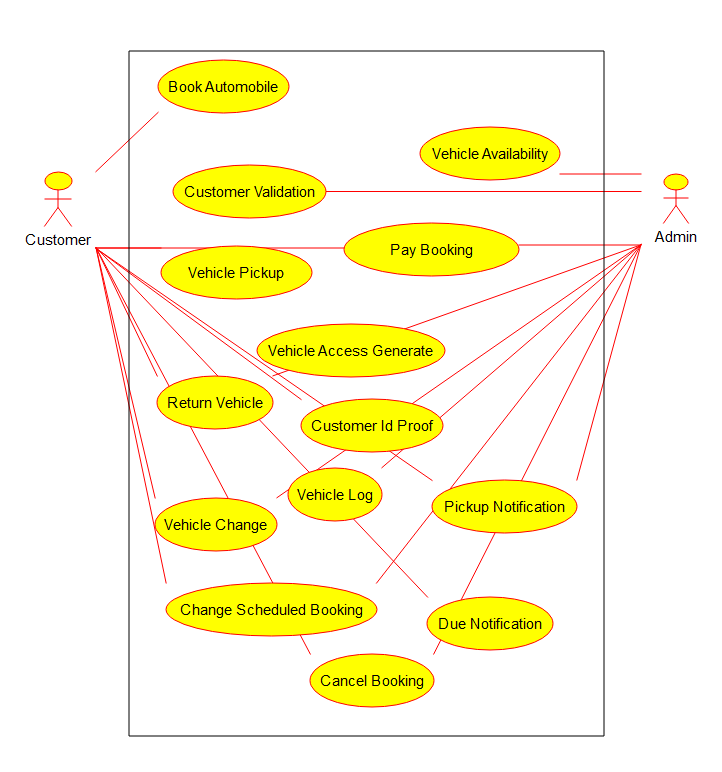 Book Automobile
Vehicle Availability
Customer Validation
Customer
Admin
Pay Booking
Vehicle Pickup
Vehicle Access Generate
Return Vehicle
Customer Id Proof
Vehicle Log
Pickup Notification
Vehicle Change
Change Scheduled Booking
Due Notification
Cancel Booking